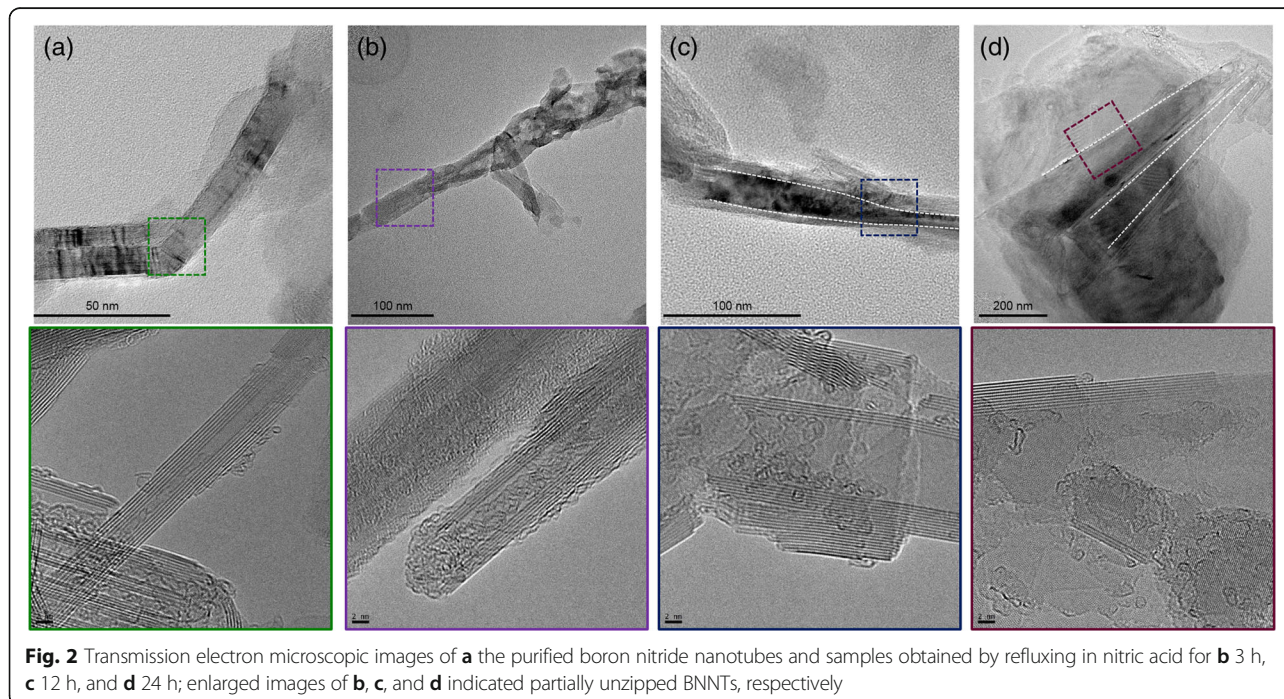 (a) (b) (c) (d)
50 nm 100 nm 100 nm 200 nm
2 nm 2 nm 2 nm
Fig. 2 Transmission electron microscopic images of a the purified boron nitride nanotubes and samples obtained by refluxing in nitric acid for b 3 h,
c 12 h, and d 24 h; enlarged images of b, c, and d indicated partially unzipped BNNTs, respectively